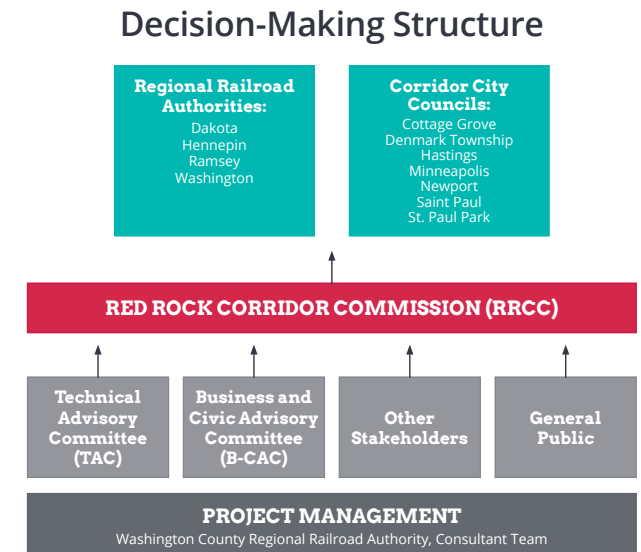 Decision-Making Structure
Regional Railroad
Authorities:
Dakota
Hennepin
Ramsey
Washington
Corridor City
Councils:
Cottage Grove
Denmark Township
Hastings
Minneapolis
Newport
Saint Paul
St. Paul Park
RED ROCK CORRIDOR COMMISSION (RRCC)
Technical
Advisory
Committee
(TAC)
Business and
Civic Advisory
Committee
(B-CAC)
Other
Stakeholders
General
Public
PROJECT MANAGEMENT
Washington County Regional Railroad Authority, Consultant Team